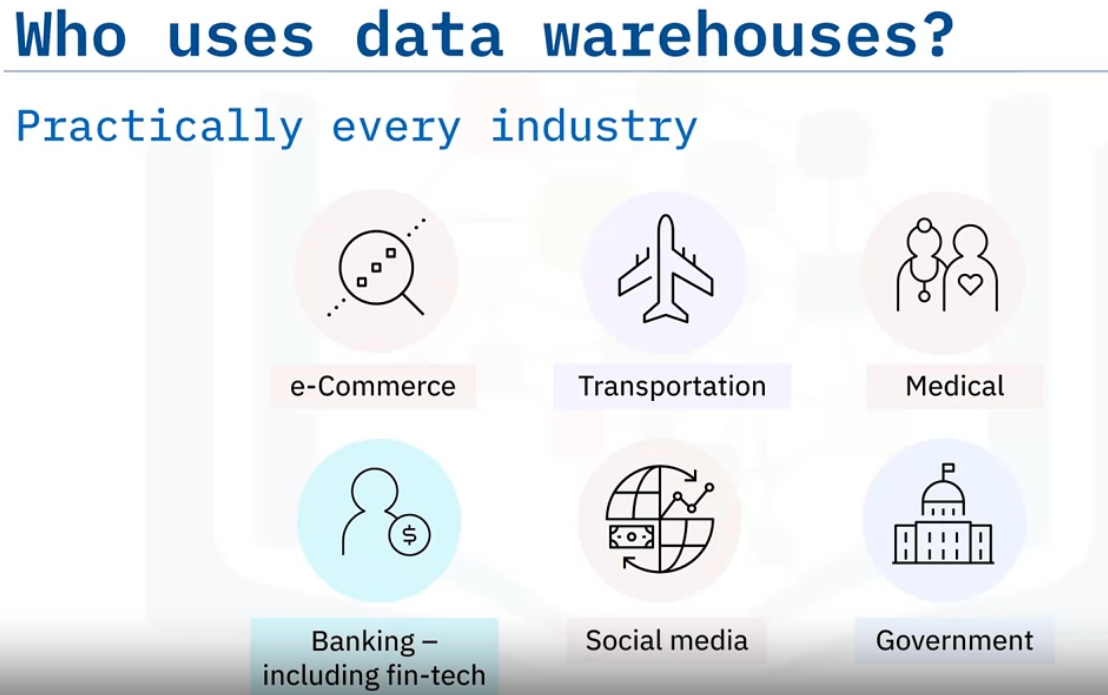 Who uses data warehouses?
Practically every industry
e-Commerce
Transportation
Medical
$
Banking –
including fin-tech
Social media
Government